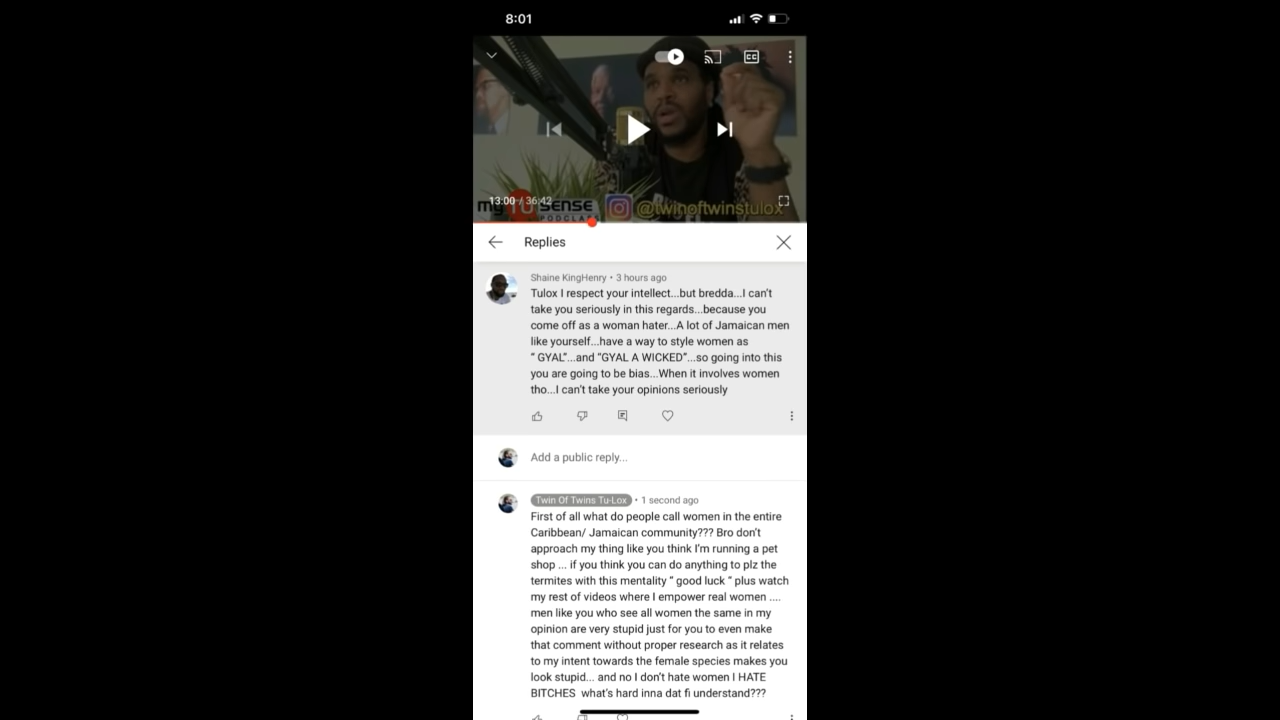 8:01
CC
13:00 / 36:42
my TU SENSE
PODCLASS
@twinoftwinstulox
Replies
Shaine KingHenry • 3 hours ago
Tulox I respect your intellect...but bredda...I can't
take you seriously in this regards...because you
come off as a woman hater...A lot of Jamaican men
like yourself...have a way to style women as
“ GYAL”...and “GYAL A WICKED”...so going into this
you are going to be bias...When it involves women
tho...I can't take your opinions seriously
Add a public reply...
Twin Of Twins Tu-Lox • 1 second ago
First of all what do people call women in the entire
Caribbean/ Jamaican community??? Bro don't
approach my thing like you think I'm running a pet
shop ... if you think you can do anything to plz the
termites with this mentality “ good luck “ plus watch
my rest of videos where I empower real women ....
men like you who see all women the same in my
opinion are very stupid just for you to even make
that comment without proper research as it relates
to my intent towards the female species makes you
look stupid... and no I don't hate women I HATE
BITCHES  what's hard inna dat fi understand???